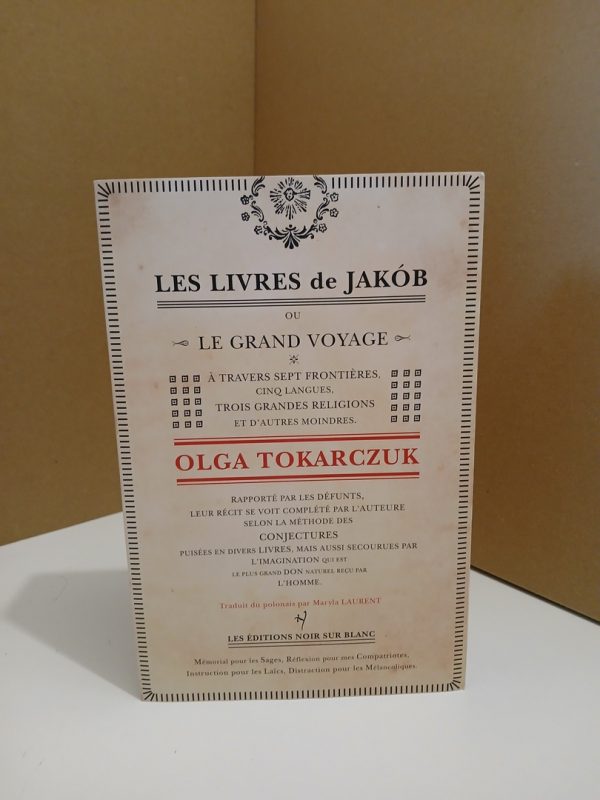 LES LIVRES de JAKÓB
OU
LE GRAND VOYAGE
À TRAVERS SEPT FRONTIÈRES,
CINQ LANGUES,
TROIS GRANDES RELIGIONS
ET D'AUTRES MOINDRES.
OLGA TOKARCZUK
RAPPORTÉ PAR LES DÉFUNTS,
LEUR RÉCIT SE VOIT COMPLÉTÉ PAR L'AUTEURE
SELON LA MÉTHODE DES
CONJECTURES
PUISÉES EN DIVERS LIVRES, MAIS AUSSI SECOURUES PAR
L'IMAGINATION QUI EST
LE PLUS GRAND DON NATUREL REÇU PAR
L'HOMME.
Traduit du polonais par Maryla LAURENT
LES ÉDITIONS NOIR SUR BLANC
Mémorial pour les Sages, Réflexion pour mes Compatriotes,
Instruction pour les Laïcs, Distraction pour les Mélancoliques.